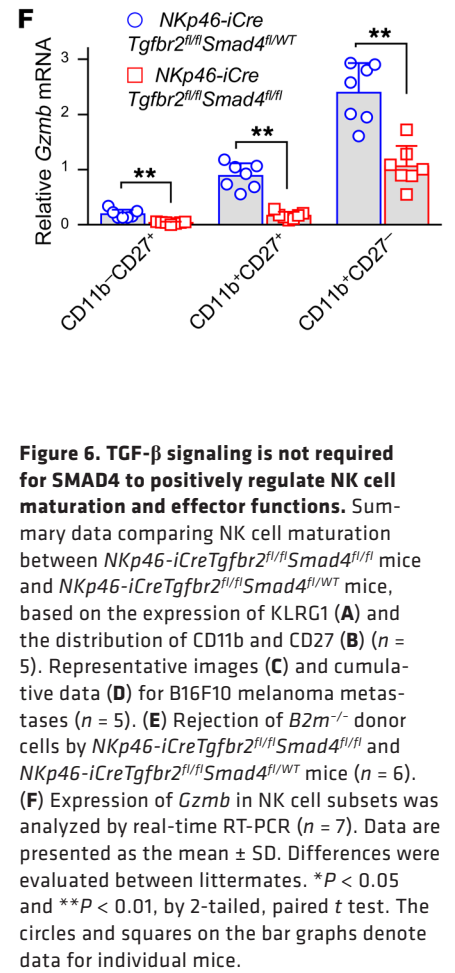 F
NKp46-iCre
Tgfbr2fl/flSmad4fl/WT
NKp46-iCre
Tgfbr2fl/flSmad4fl/fl
Relative Gzmb mRNA
3
2
1
0
**
**
**
CD11b–CD27+
CD11b+CD27+
CD11b+CD27–
Figure 6. TGF-β signaling is not required
for SMAD4 to positively regulate NK cell
maturation and effector functions. Sum-
mary data comparing NK cell maturation
between NKp46-iCreTgfbr2fl/flSmad4fl/fl mice
and NKp46-iCreTgfbr2fl/flSmad4fl/WT mice,
based on the expression of KLRG1 (A) and
the distribution of CD11b and CD27 (B) (n =
5). Representative images (C) and cumula-
tive data (D) for B16F10 melanoma metas-
tases (n = 5). (E) Rejection of B2m–/– donor
cells by NKp46-iCreTgfbr2fl/flSmad4fl/fl and
NKp46-iCreTgfbr2fl/flSmad4fl/WT mice (n = 6).
(F) Expression of Gzmb in NK cell subsets was
analyzed by real-time RT-PCR (n = 7). Data are
presented as the mean ± SD. Differences were
evaluated between littermates. *P < 0.05
and **P < 0.01, by 2-tailed, paired t test. The
circles and squares on the bar graphs denote
data for individual mice.